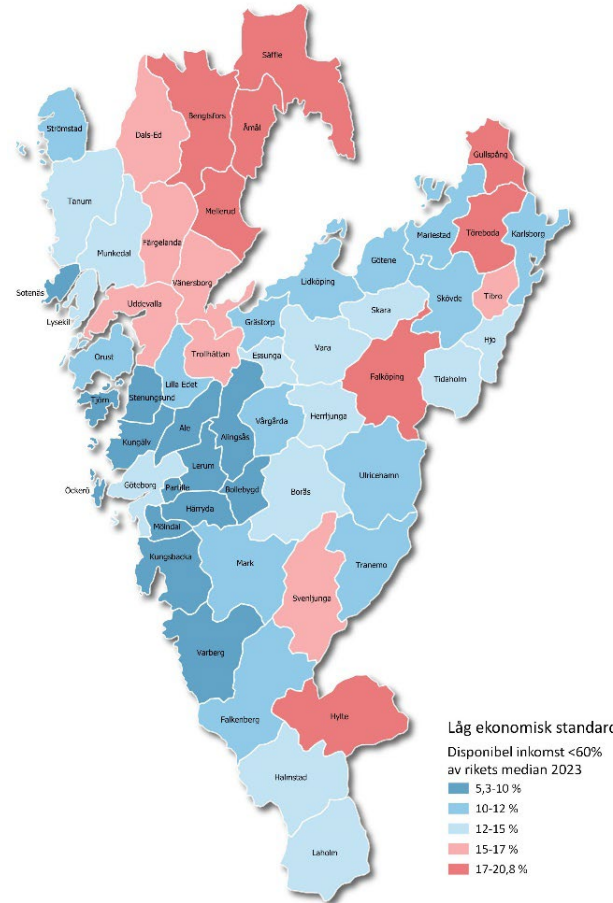 Säffle
Bengtsfors
Åmål
Dals-Ed
Strömstad
Gullspång
Tanum
Mellerud
Färgelanda
Mariestad
Töreboda
Karlsborg
Munkedal
Götene
Vänersborg
Lidköping
Sotenäs
Skövde
Tibro
Uddevalla
Skara
Lysekil
Grästorp
Hjo
Vara
Essunga
Trollhättan
Orust
Lilla Edet
Falköping
Tidaholm
Stenungsund
Tjörn
Herrljunga
Vårgårda
Ale
Alingsås
Kungälv
Lerum
Ulricehamn
Göteborg
Partille
Bollebygd
Borås
Öckerö
Härryda
Mölndal
Kungsbacka
Mark
Tranemo
Svenljunga
Varberg
Hylte
Falkenberg
Halmstad
Laholm
Låg ekonomisk standard
Disponibel inkomst <60%
av rikets median 2023
5,3-10 %
10-12 %
12-15 %
15-17 %
17-20,8 %